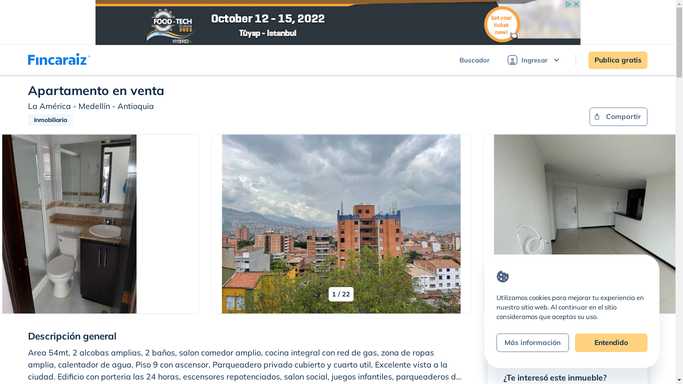 FOOD-TECH
October 12 - 15, 2022
Tüyap - Istanbul
Get your ticket now!
Fincaraiz
Buscador
Ingresar
Publica gratis
Apartamento en venta
La América - Medellín - Antioquia
Inmobiliaria
Compartir
1 / 22
Utilizamos cookies para mejorar tu experiencia en
nuestro sitio web. Al continuar en el sitio
consideramos que aceptas su uso.
Más información
Entendido
Descripción general
Area 54mt, 2 alcobas amplias, 2 baños, salon comedor amplio, cocina integral con red de gas, zona de ropas
amplia, calentador de agua. Piso 9 con ascensor. Parqueadero privado cubierto y cuarto util. Excelente vista a la
ciudad. Edificio con porteria las 24 horas, escensores repotenciados, salon social, juegos infantiles, parqueaderos d...
¿Te interesó este inmueble?